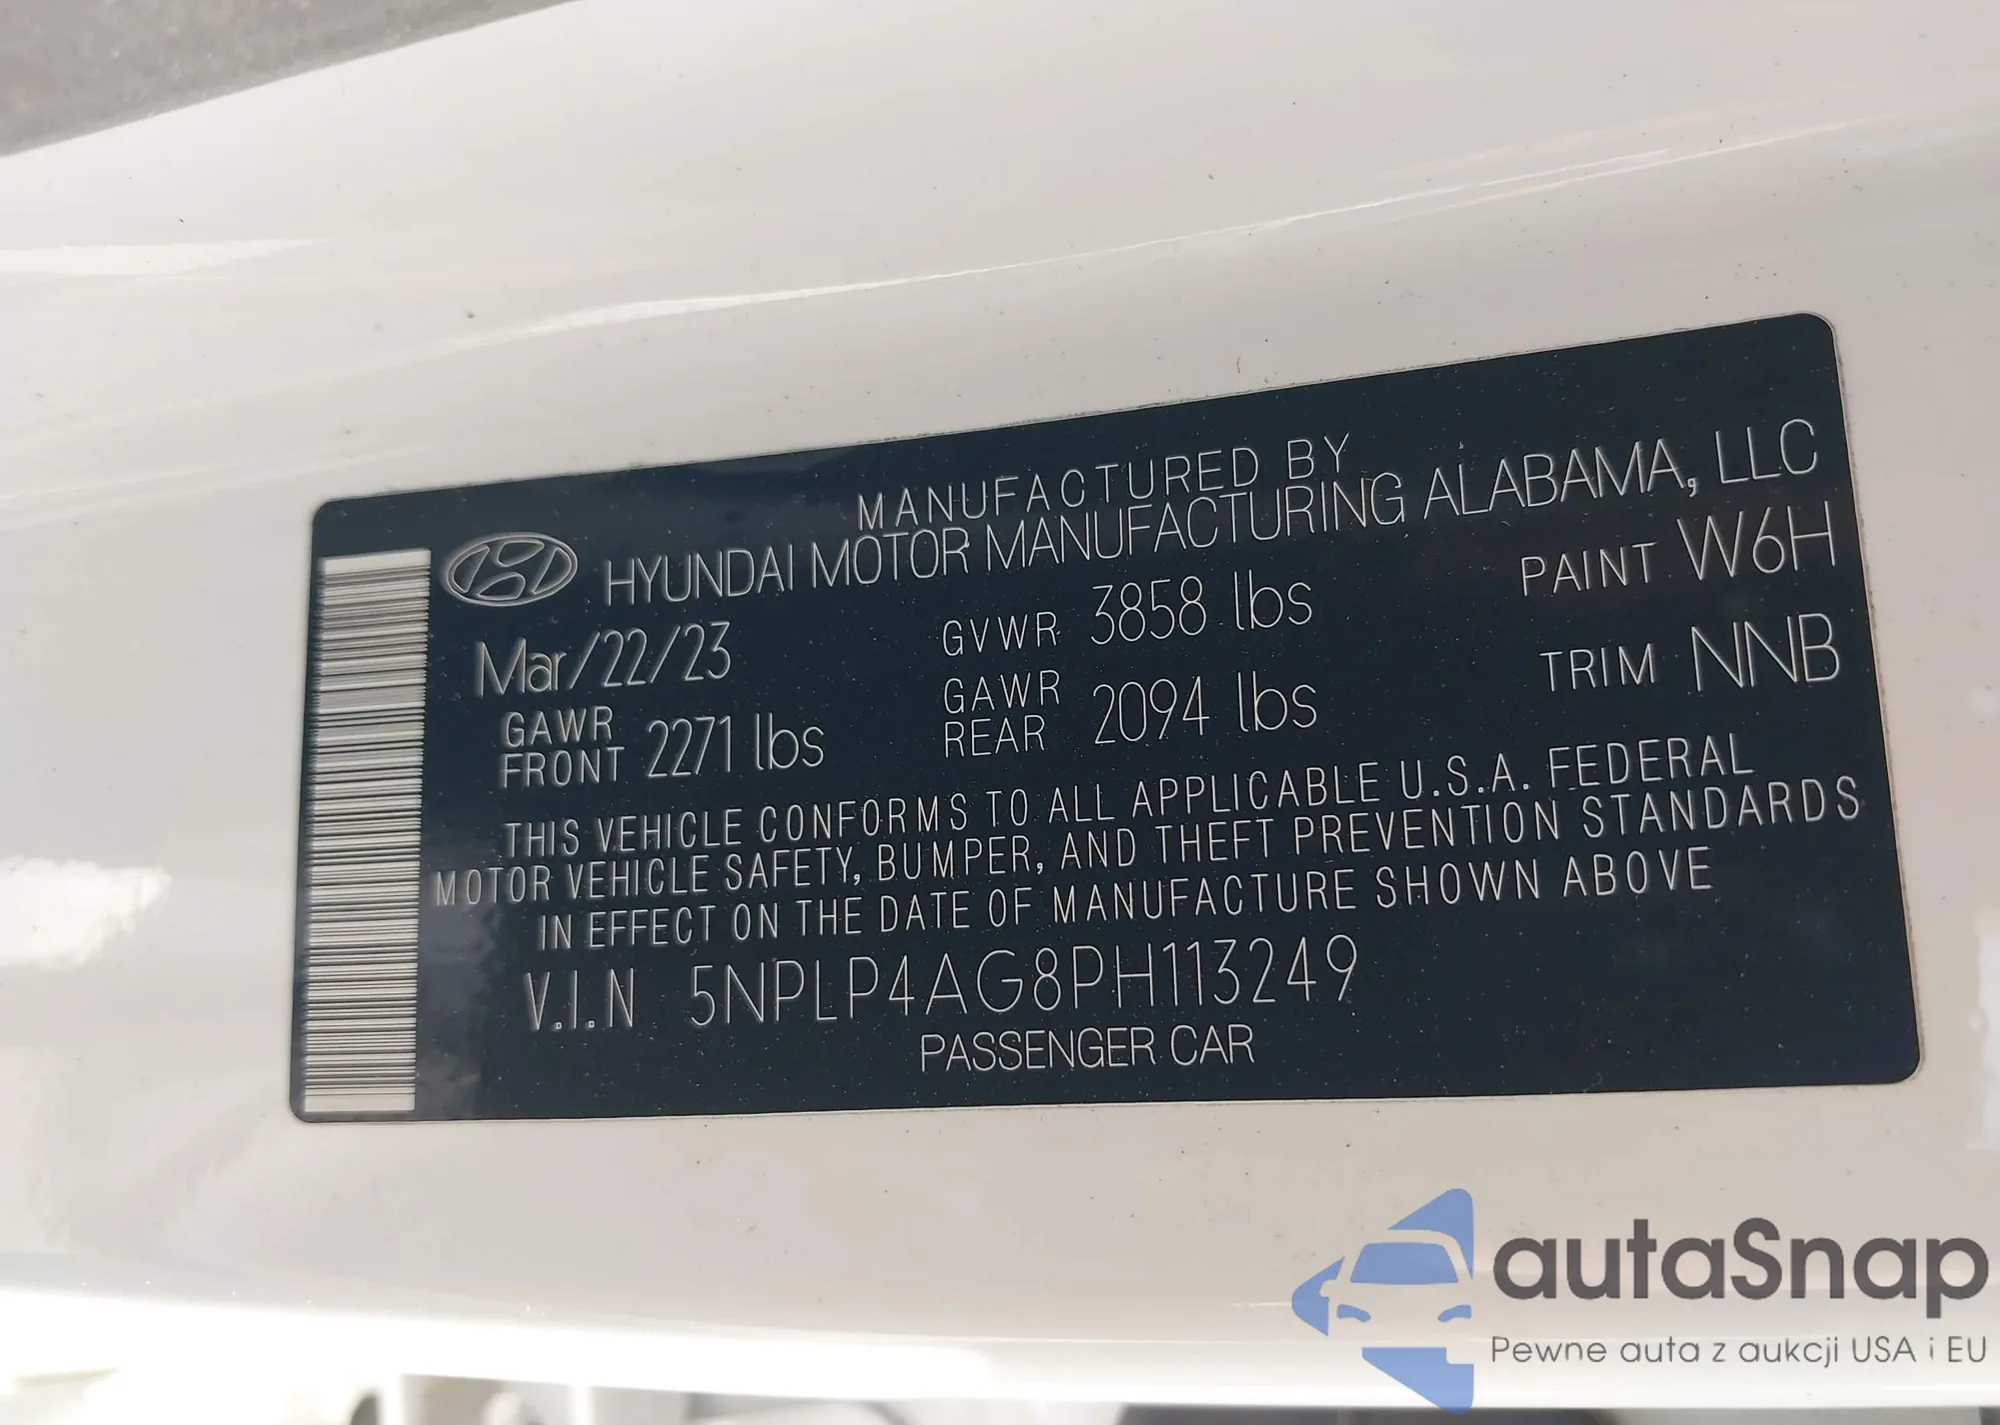 MANUFACTURED BY
HYUNDAI MOTOR MANUFACTURING ALABAMA, LLC
Mar/22/23 GVWR 3858 lbs PAINT W6H
GAWR FRONT 2271 lbs GAWR REAR 2094 lbs TRIM NNB
THIS VEHICLE CONFORMS TO ALL APPLICABLE U.S.A. FEDERAL
MOTOR VEHICLE SAFETY, BUMPER, AND THEFT PREVENTION STANDARDS
IN EFFECT ON THE DATE OF MANUFACTURE SHOWN ABOVE
V.I.N 5NPLP4AG8PH113249
PASSENGER CAR
autaSnap
Pewne auta z aukcji USA i EU